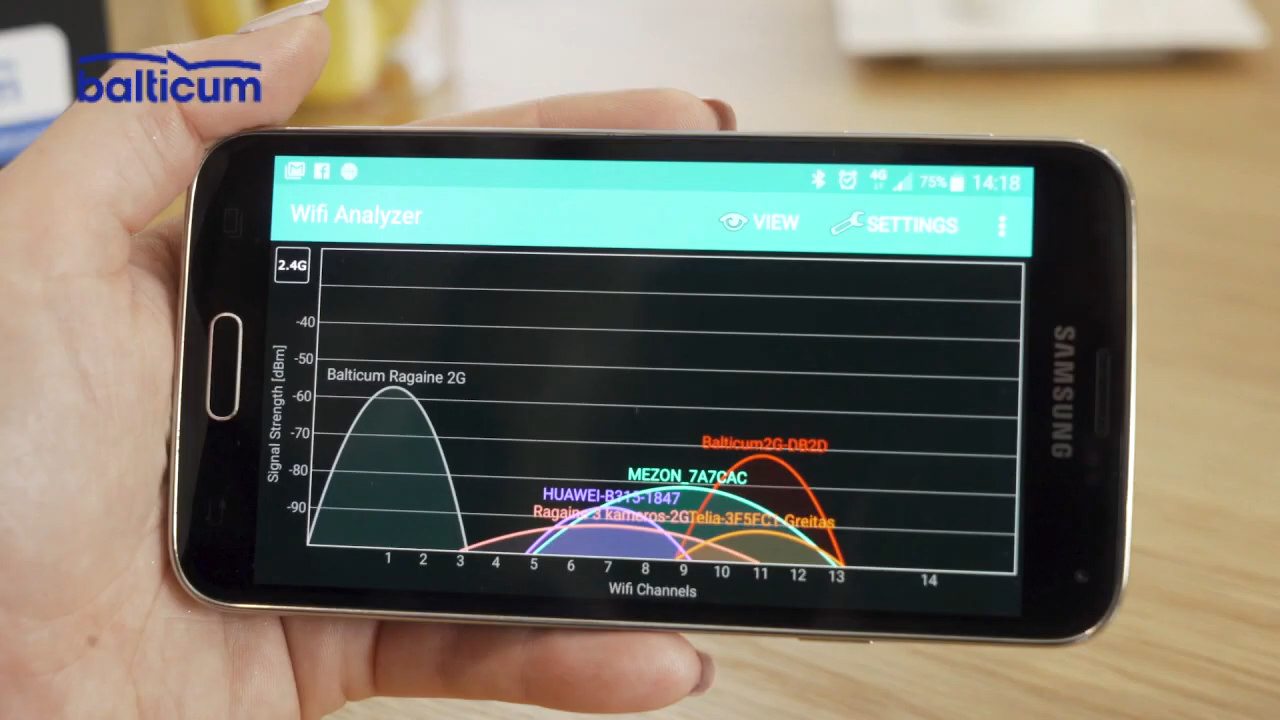 balticum
4G 75% 14:18
Wifi Analyzer VIEW SETTINGS
2.4G
-40
-50
-60
-70
-80
-90
Signal Strength [dBm]
Balticum Ragaine 2G
Balticum2G-DB2D
MEZON_7A7CAC
HUAWEI-B315-1847
Ragaine 3 kameros-2G
Telia-3F5FC1-Greitas
1 2 3 4 5 6 7 8 9 10 11 12 13 14
Wifi Channels
SAMSUNG